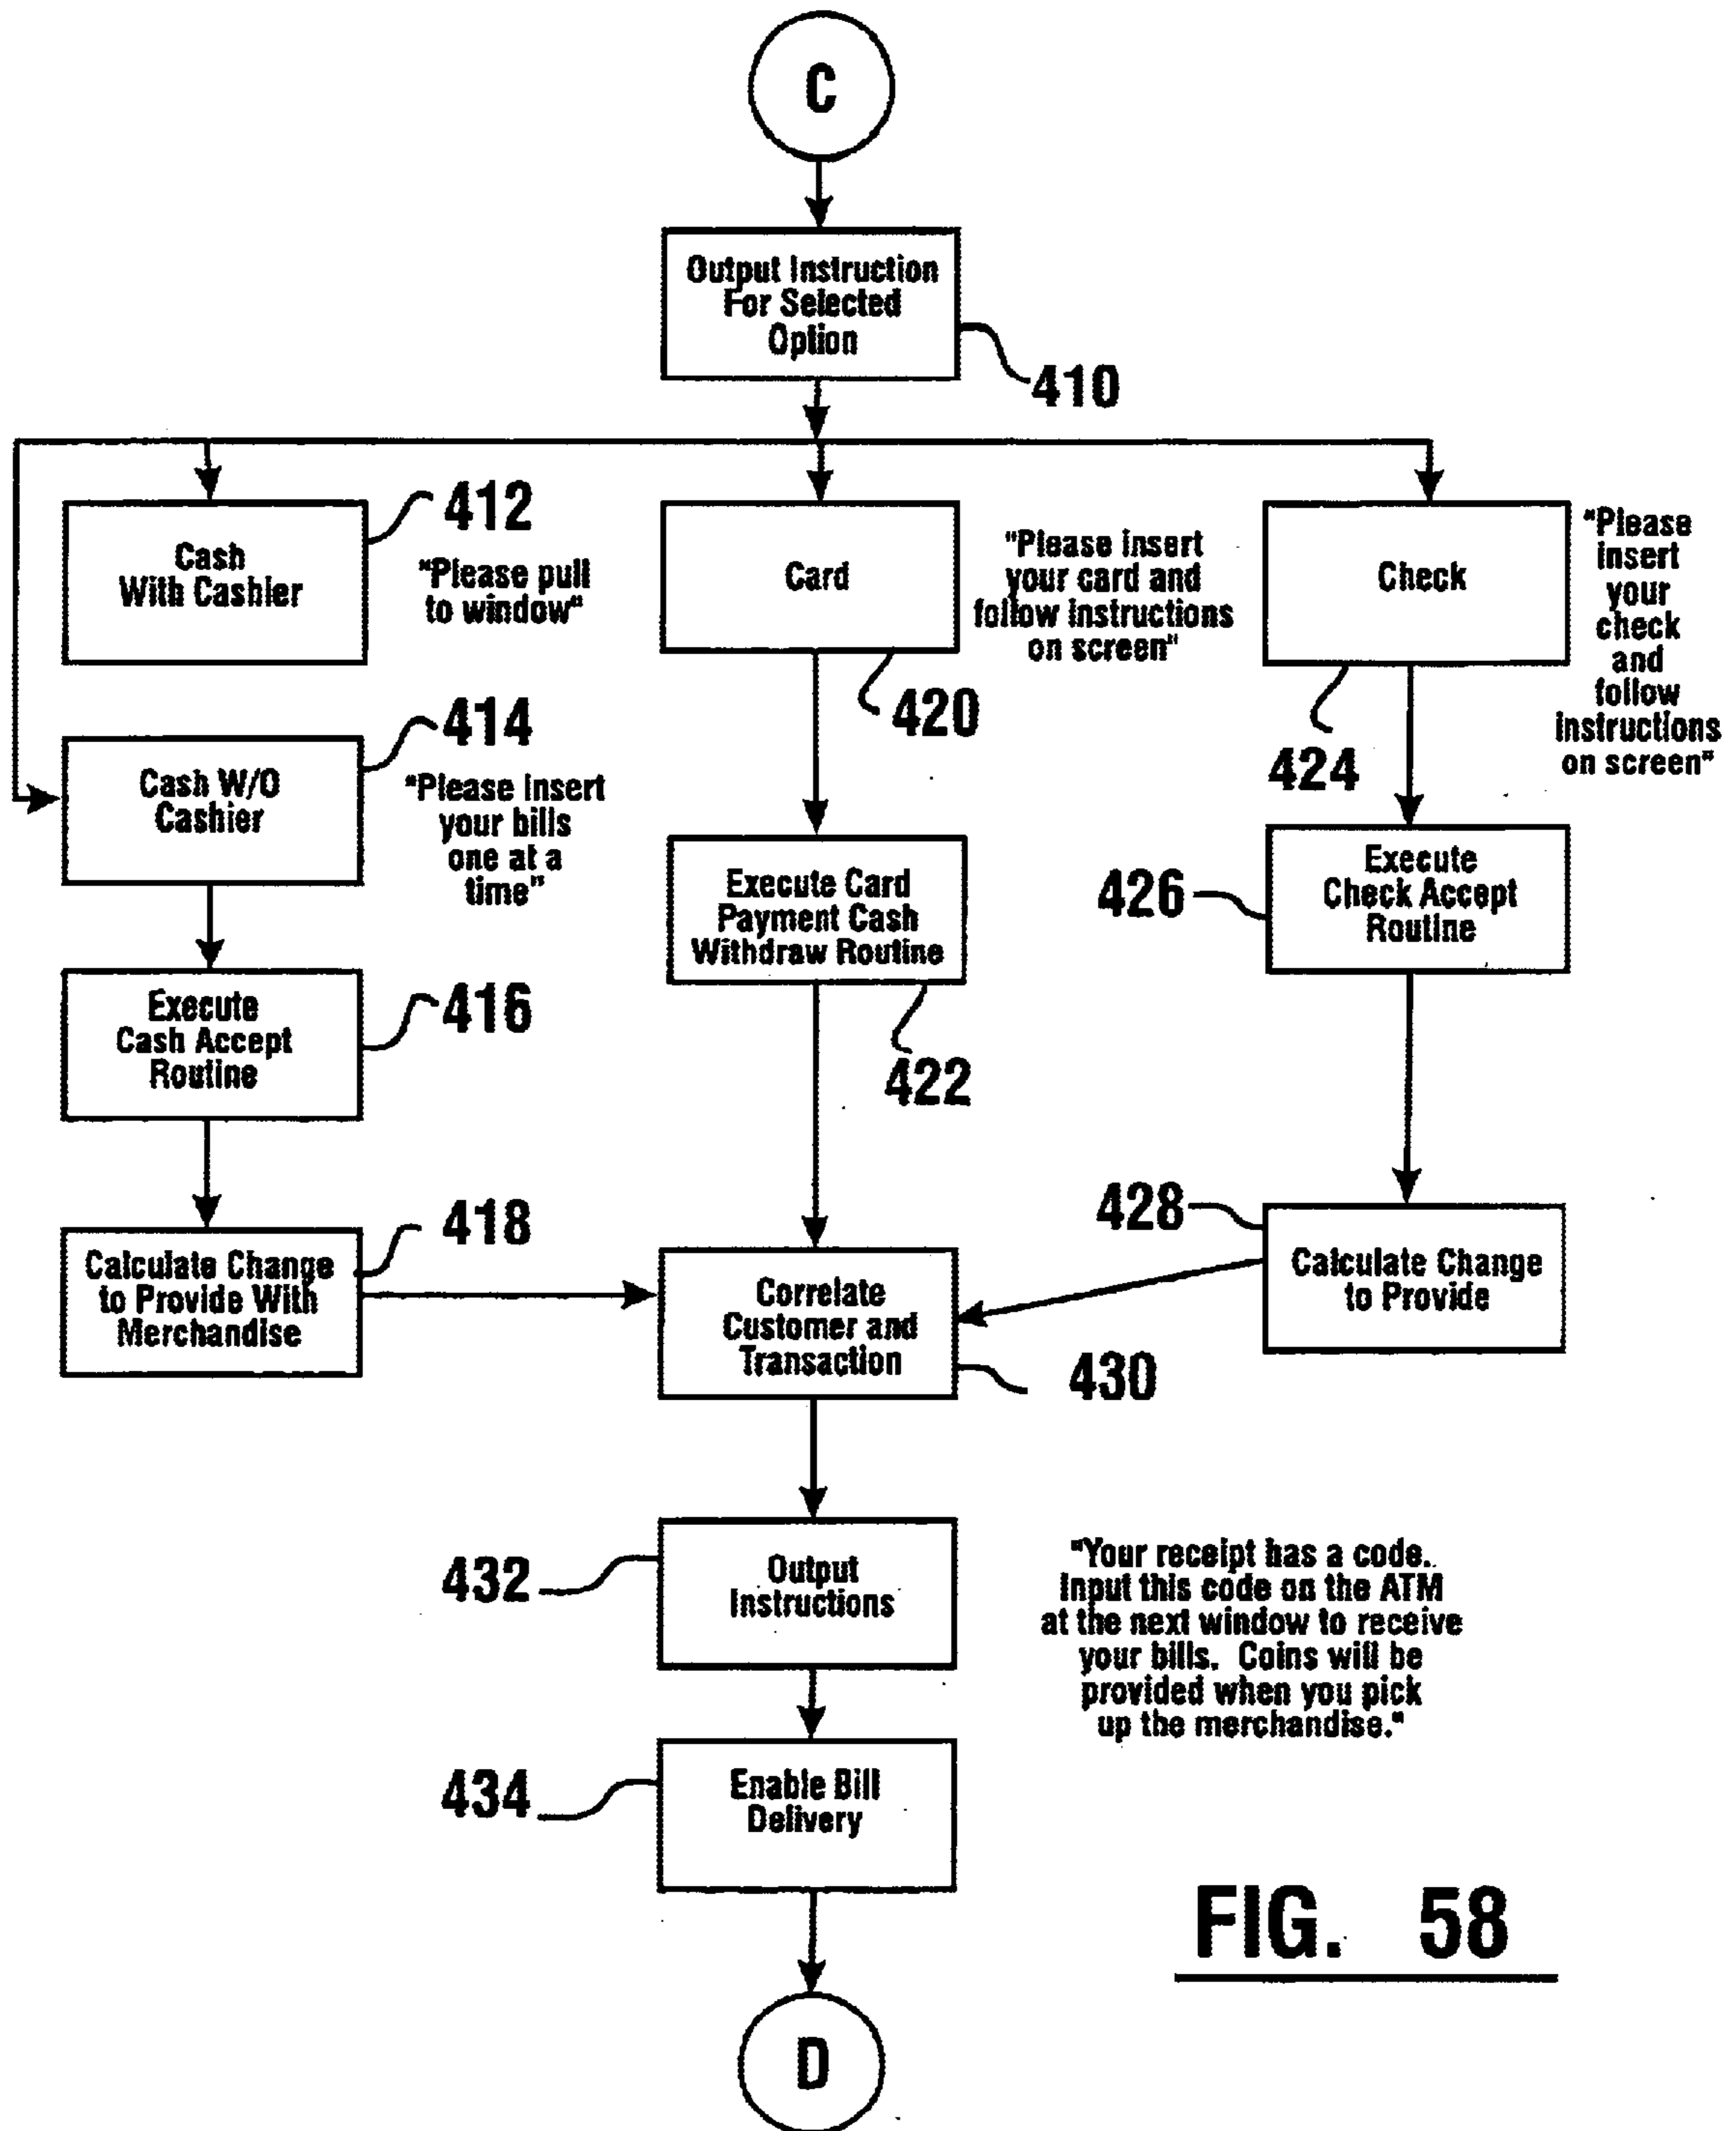 C
Output Instruction
For Selected
Option
410
Cash
With Cashier
412
"Please pull
to window"
Card
"Please insert
your card and
follow instructions
on screen"
420
Check
"Please
insert
your
check
and
follow
instructions
on screen"
424
Cash W/O
Cashier
414
"Please insert
your bills
one at a
time"
Execute Card
Payment Cash
Withdraw Routine
422
426
Execute
Check Accept
Routine
Execute
Cash Accept
Routine
416
Calculate Change
to Provide With
Merchandise
418
Correlate
Customer and
Transaction
430
428
Calculate Change
to Provide
432
Output
Instructions
"Your receipt has a code.
Input this code on the ATM
at the next window to receive
your bills. Coins will be
provided when you pick
up the merchandise."
434
Enable Bill
Delivery
D
FIG. 58